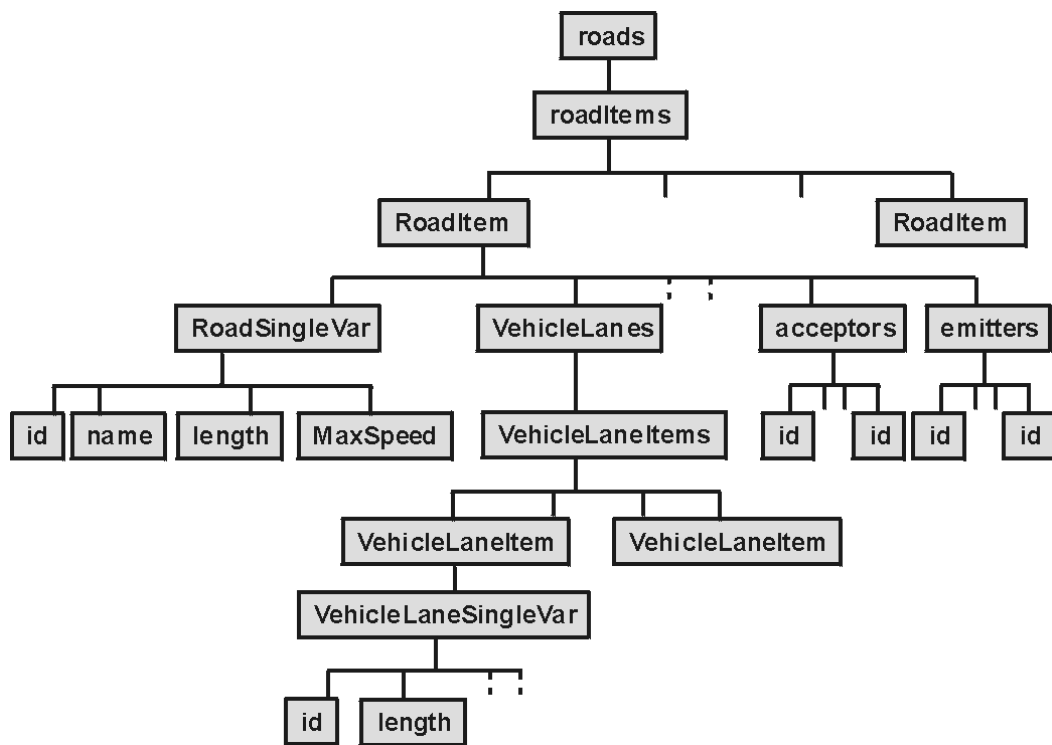 roads
roadItems
RoadItem
RoadItem
RoadSingleVar
VehicleLanes
acceptors
emitters
id
name
length
MaxSpeed
VehicleLaneItems
id
id
id
id
VehicleLaneItem
VehicleLaneItem
VehicleLaneSingleVar
id
length